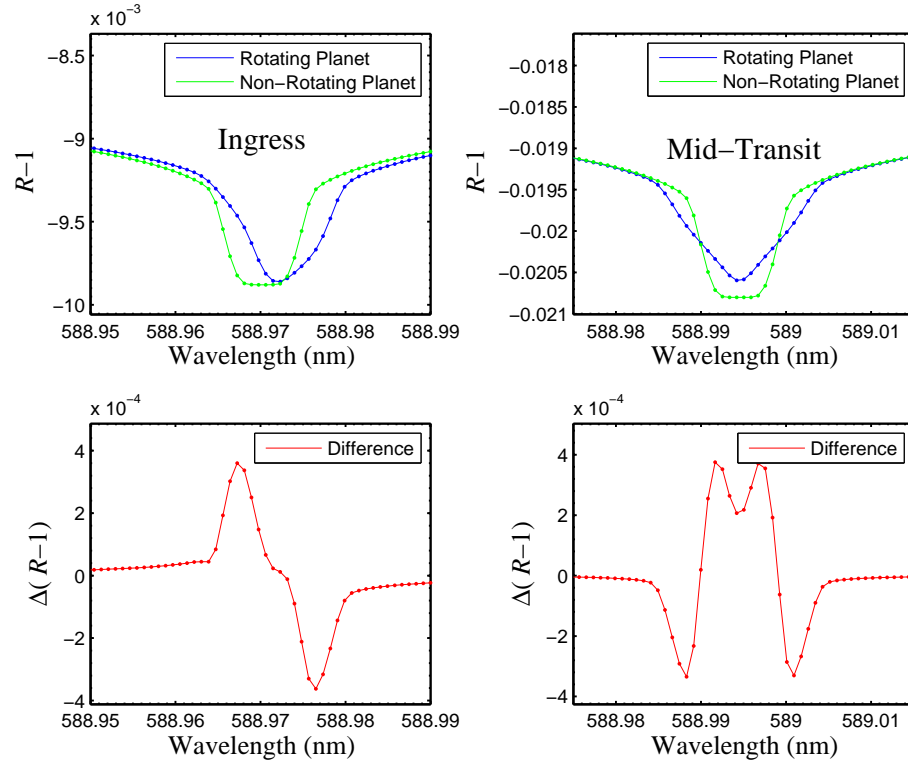 x 10⁻³
−8.5
−9
−9.5
−10
R−1
Rotating Planet
Non−Rotating Planet
Ingress
588.95 588.96 588.97 588.98 588.99
Wavelength (nm)
−0.018
−0.0185
−0.019
−0.0195
−0.02
−0.0205
−0.021
R−1
Rotating Planet
Non−Rotating Planet
Mid−Transit
588.98 588.99 589 589.01
Wavelength (nm)
x 10⁻⁴
4
2
0
−2
−4
Δ( R−1)
Difference
588.95 588.96 588.97 588.98 588.99
Wavelength (nm)
x 10⁻⁴
4
2
0
−2
−4
Δ( R−1)
Difference
588.98 588.99 589 589.01
Wavelength (nm)